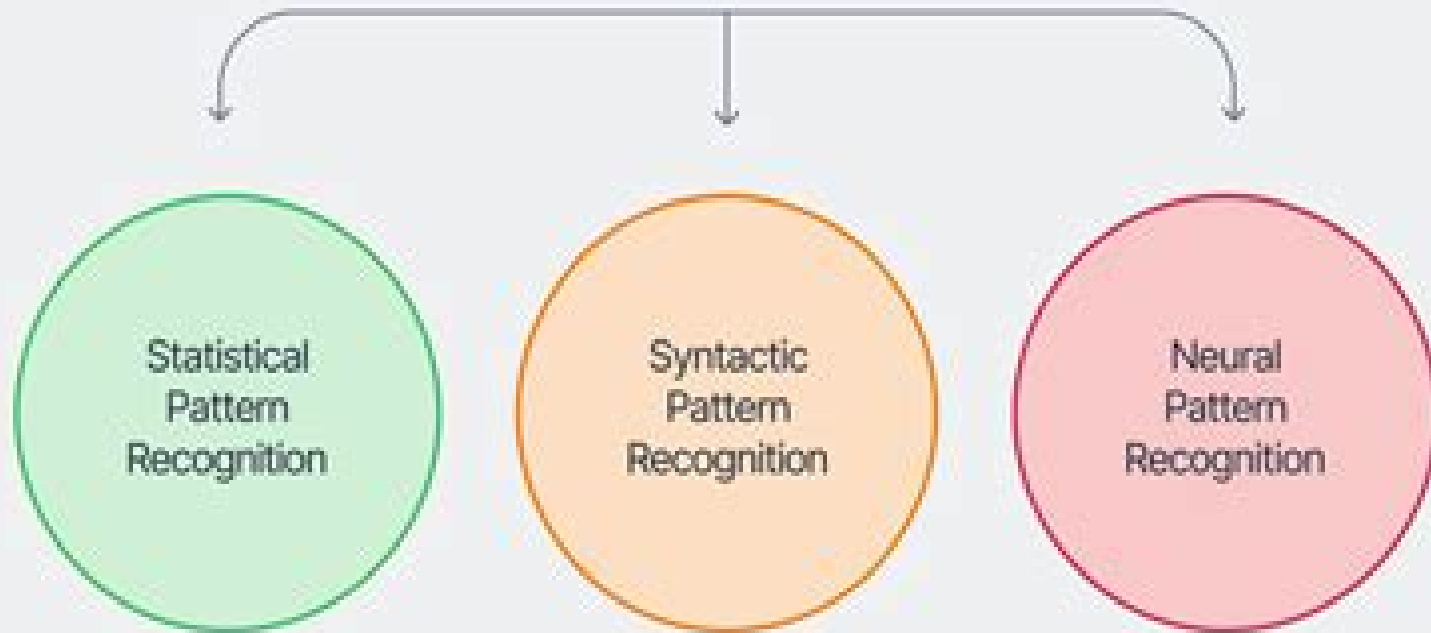 Statistical
Pattern
Recognition
Syntactic
Pattern
Recognition
Neural
Pattern
Recognition